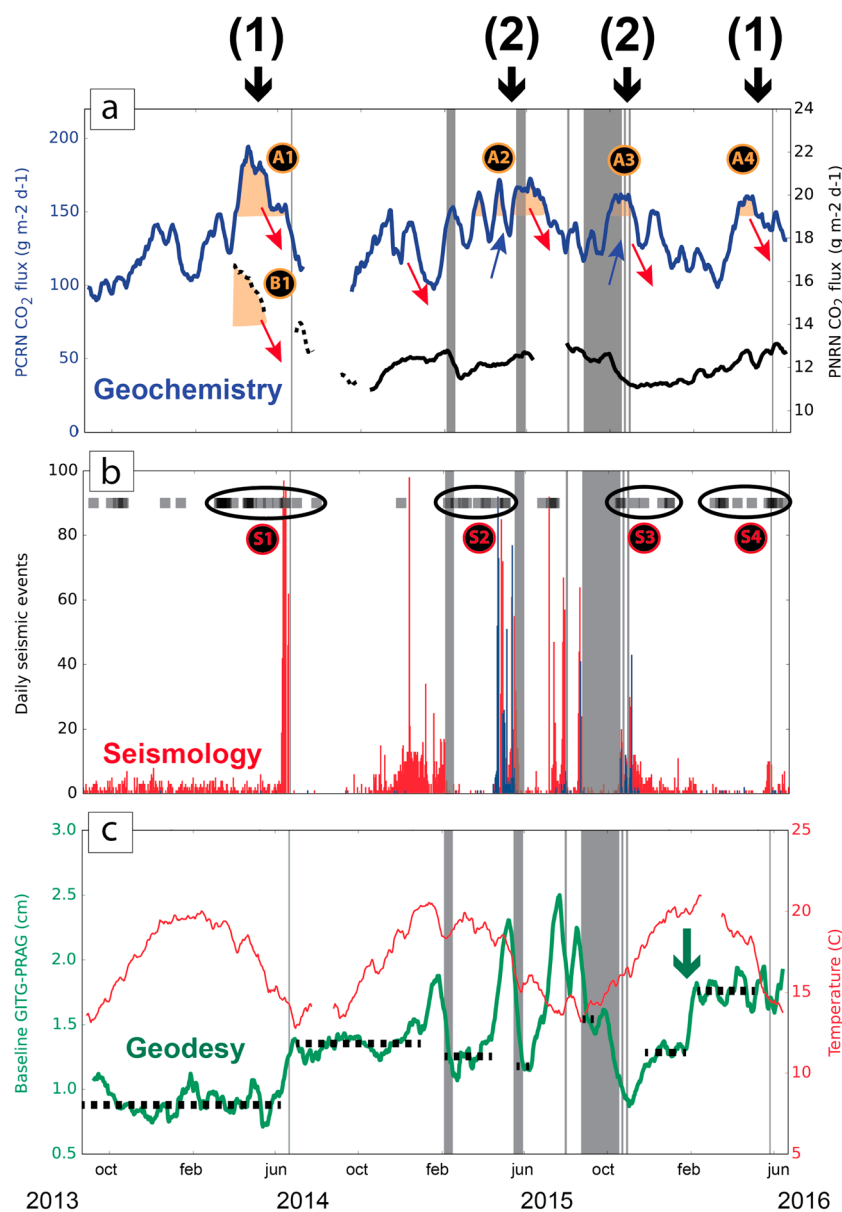 (1) (2) (2) (1)
a
200
150
100
50
0
PCRN CO2 flux (g m-2 d-1)
24
22
20
18
16
14
12
10
PNRN CO2 flux (g m-2 d-1)
A1 A2 A3 A4
B1
Geochemistry
b
100
80
60
40
20
0
Daily seismic events
S1 S2 S3 S4
Seismology
c
3.0
2.5
2.0
1.5
1.0
0.5
Baseline GITG-PRAG (cm)
25
20
15
10
5
Temperature (C)
Geodesy
oct feb jun oct feb jun oct feb jun
2013 2014 2015 2016